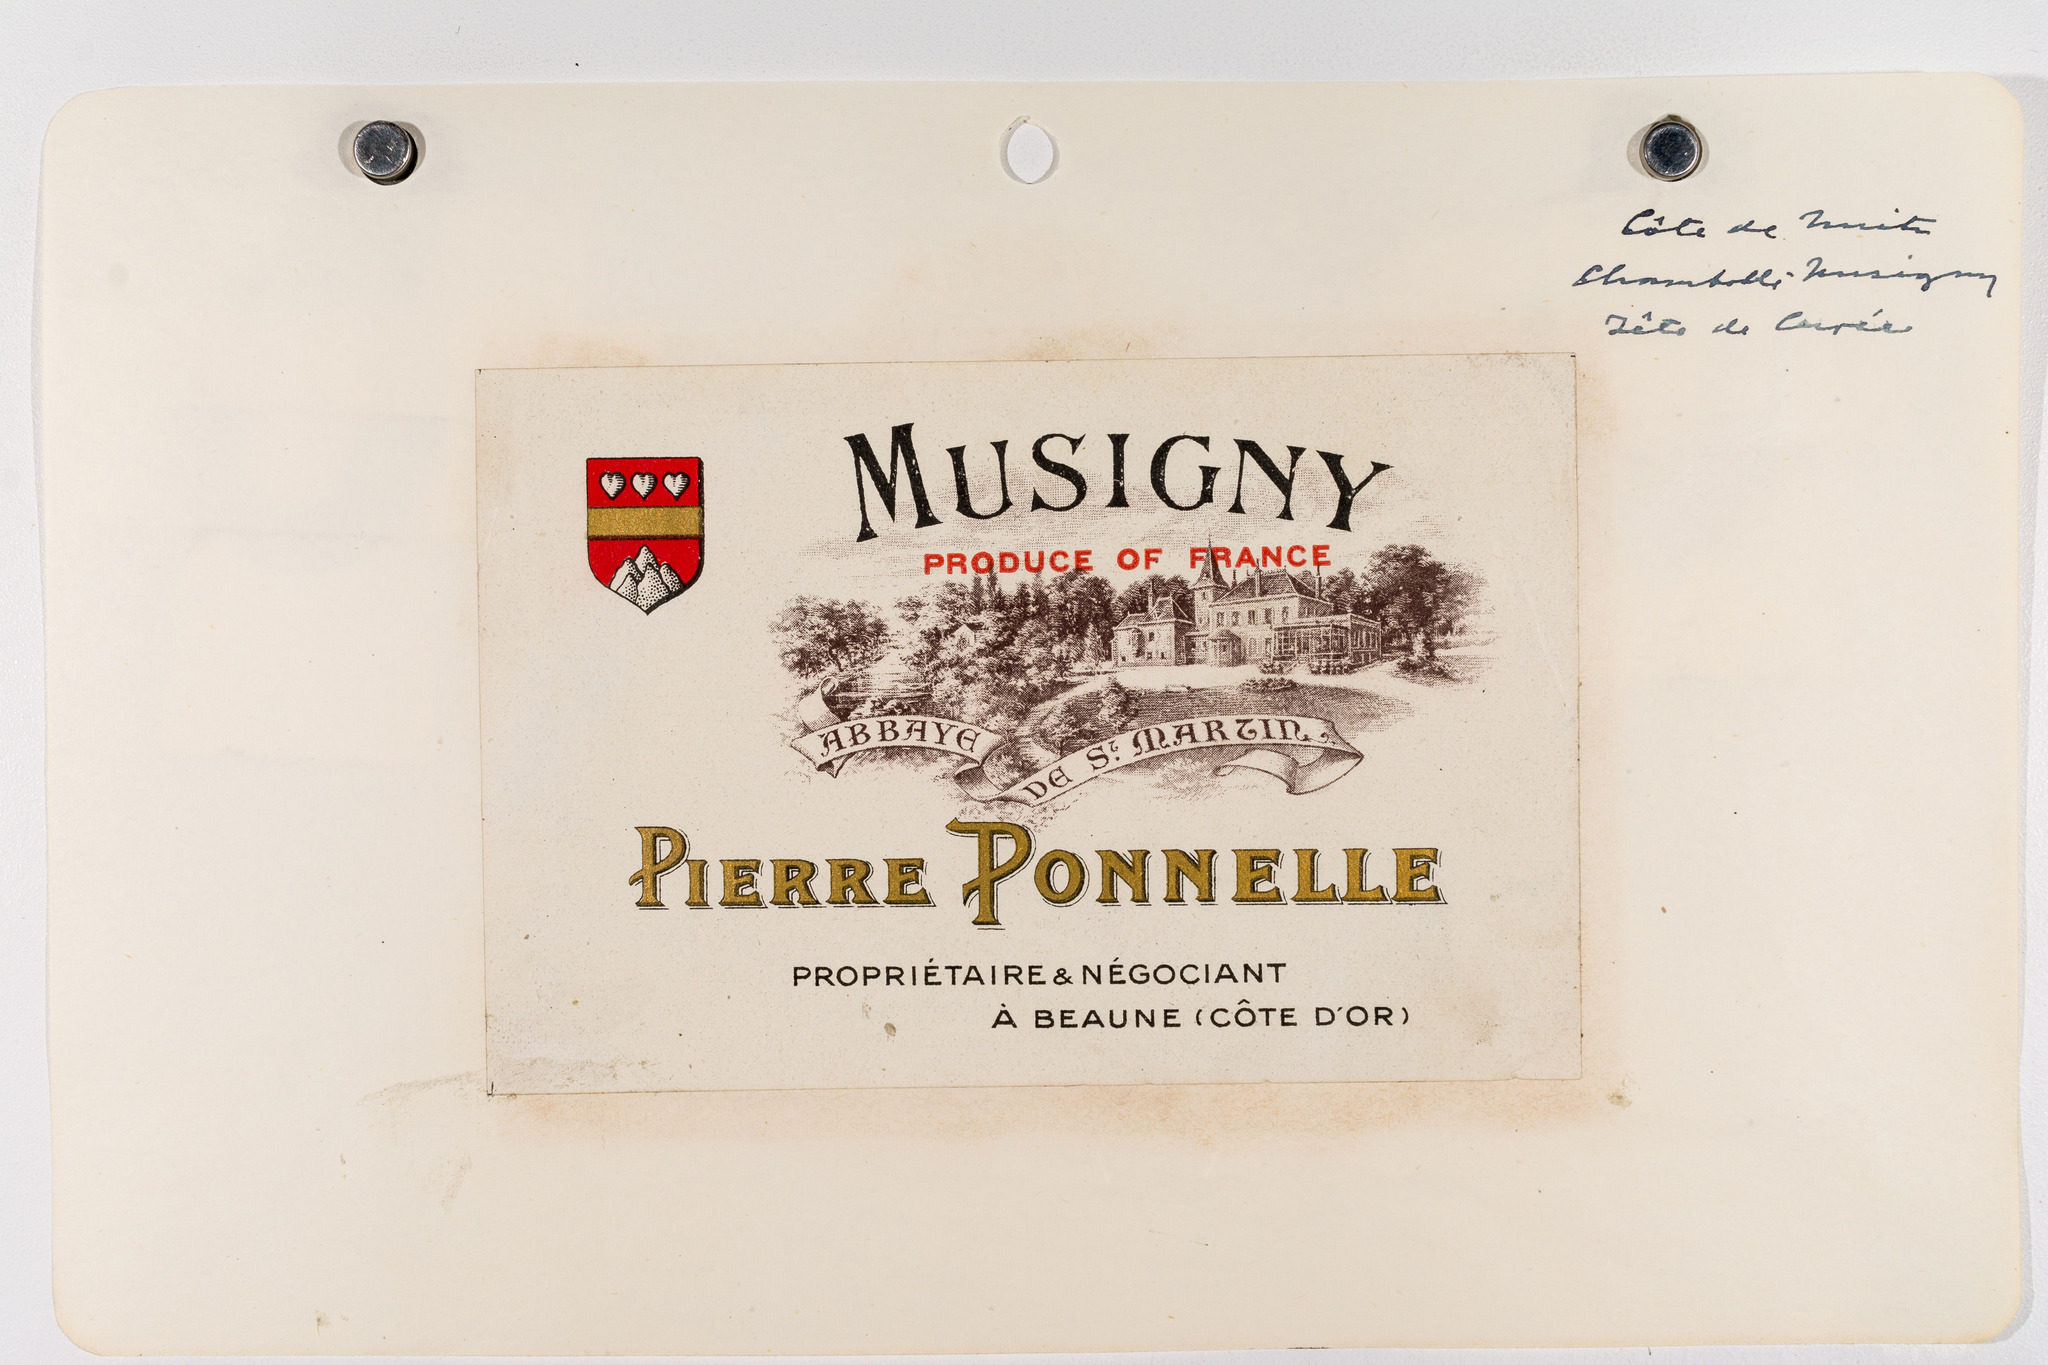 Côte de Nuits
Chambolle-Musigny
Tête de Cuvée
MUSIGNY
PRODUCE OF FRANCE
ABBAYE DE St. MARTIN
PIERRE PONNELLE
PROPRIÉTAIRE & NÉGOCIANT
À BEAUNE (CÔTE D'OR)